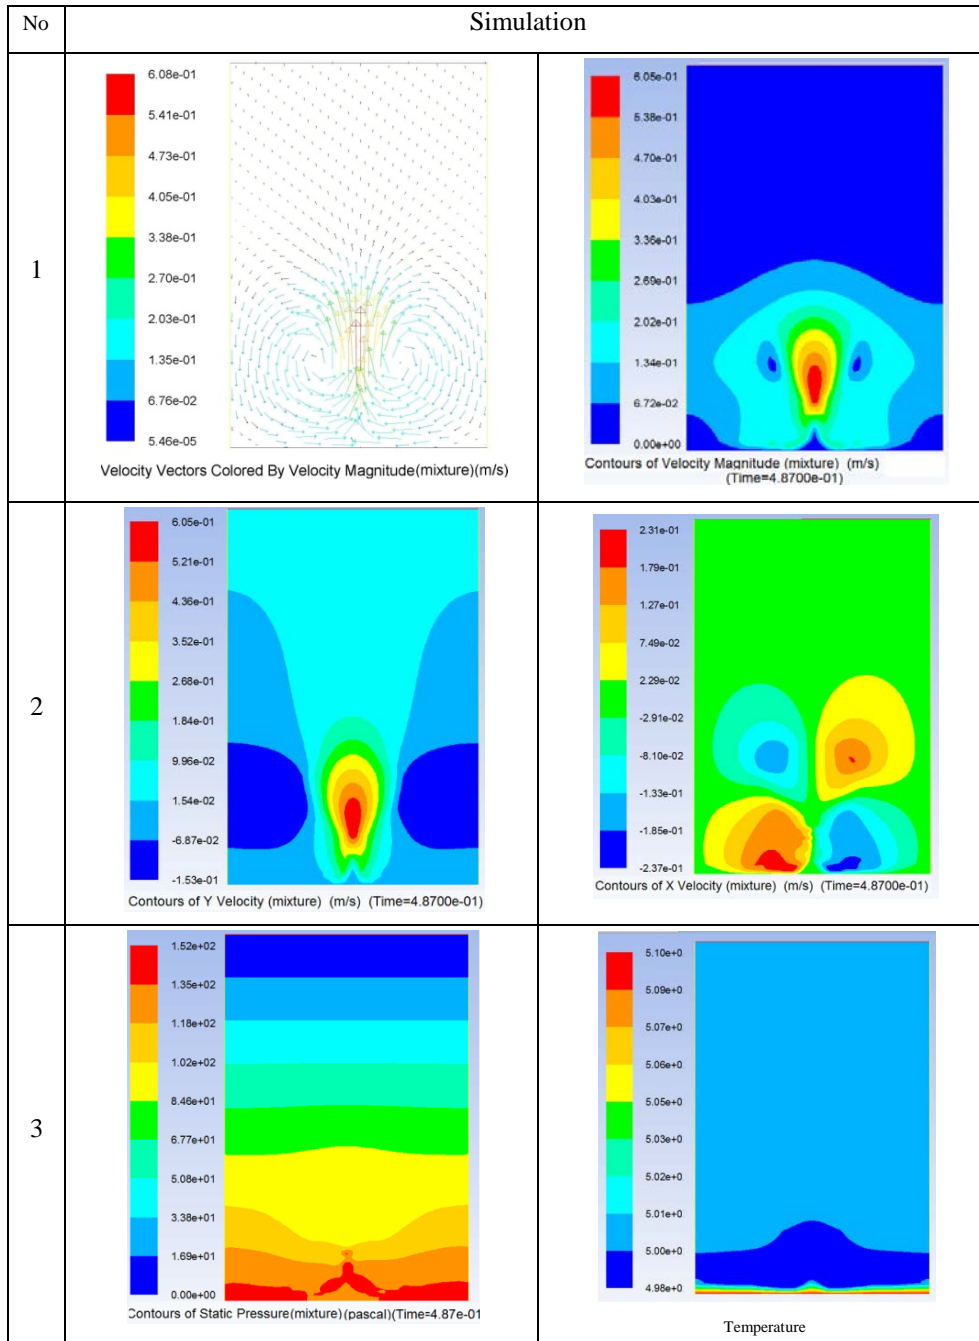 No
Simulation
1
6.08e-01
5.41e-01
4.73e-01
4.05e-01
3.38e-01
2.70e-01
2.03e-01
1.35e-01
6.76e-02
5.46e-05
Velocity Vectors Colored By Velocity Magnitude(mixture)(m/s)
6.05e-01
5.38e-01
4.70e-01
4.03e-01
3.36e-01
2.69e-01
2.02e-01
1.34e-01
6.72e-02
0.00e+00
Contours of Velocity Magnitude (mixture) (m/s)
(Time=4.8700e-01)
2
6.05e-01
5.21e-01
4.36e-01
3.52e-01
2.68e-01
1.84e-01
9.96e-02
1.54e-02
-6.87e-02
-1.53e-01
Contours of Y Velocity (mixture) (m/s) (Time=4.8700e-01)
2.31e-01
1.79e-01
1.27e-01
7.49e-02
2.29e-02
-2.91e-02
-8.10e-02
-1.33e-01
-1.85e-01
-2.37e-01
Contours of X Velocity (mixture) (m/s) (Time=4.8700e-01)
3
1.52e+02
1.35e+02
1.18e+02
1.02e+02
8.46e+01
6.77e+01
5.08e+01
3.38e+01
1.69e+01
0.00e+00
Contours of Static Pressure(mixture)(pascal)(Time=4.87e-01
5.10e+0
5.09e+0
5.07e+0
5.06e+0
5.05e+0
5.03e+0
5.02e+0
5.01e+0
5.00e+0
4.98e+0
Temperature